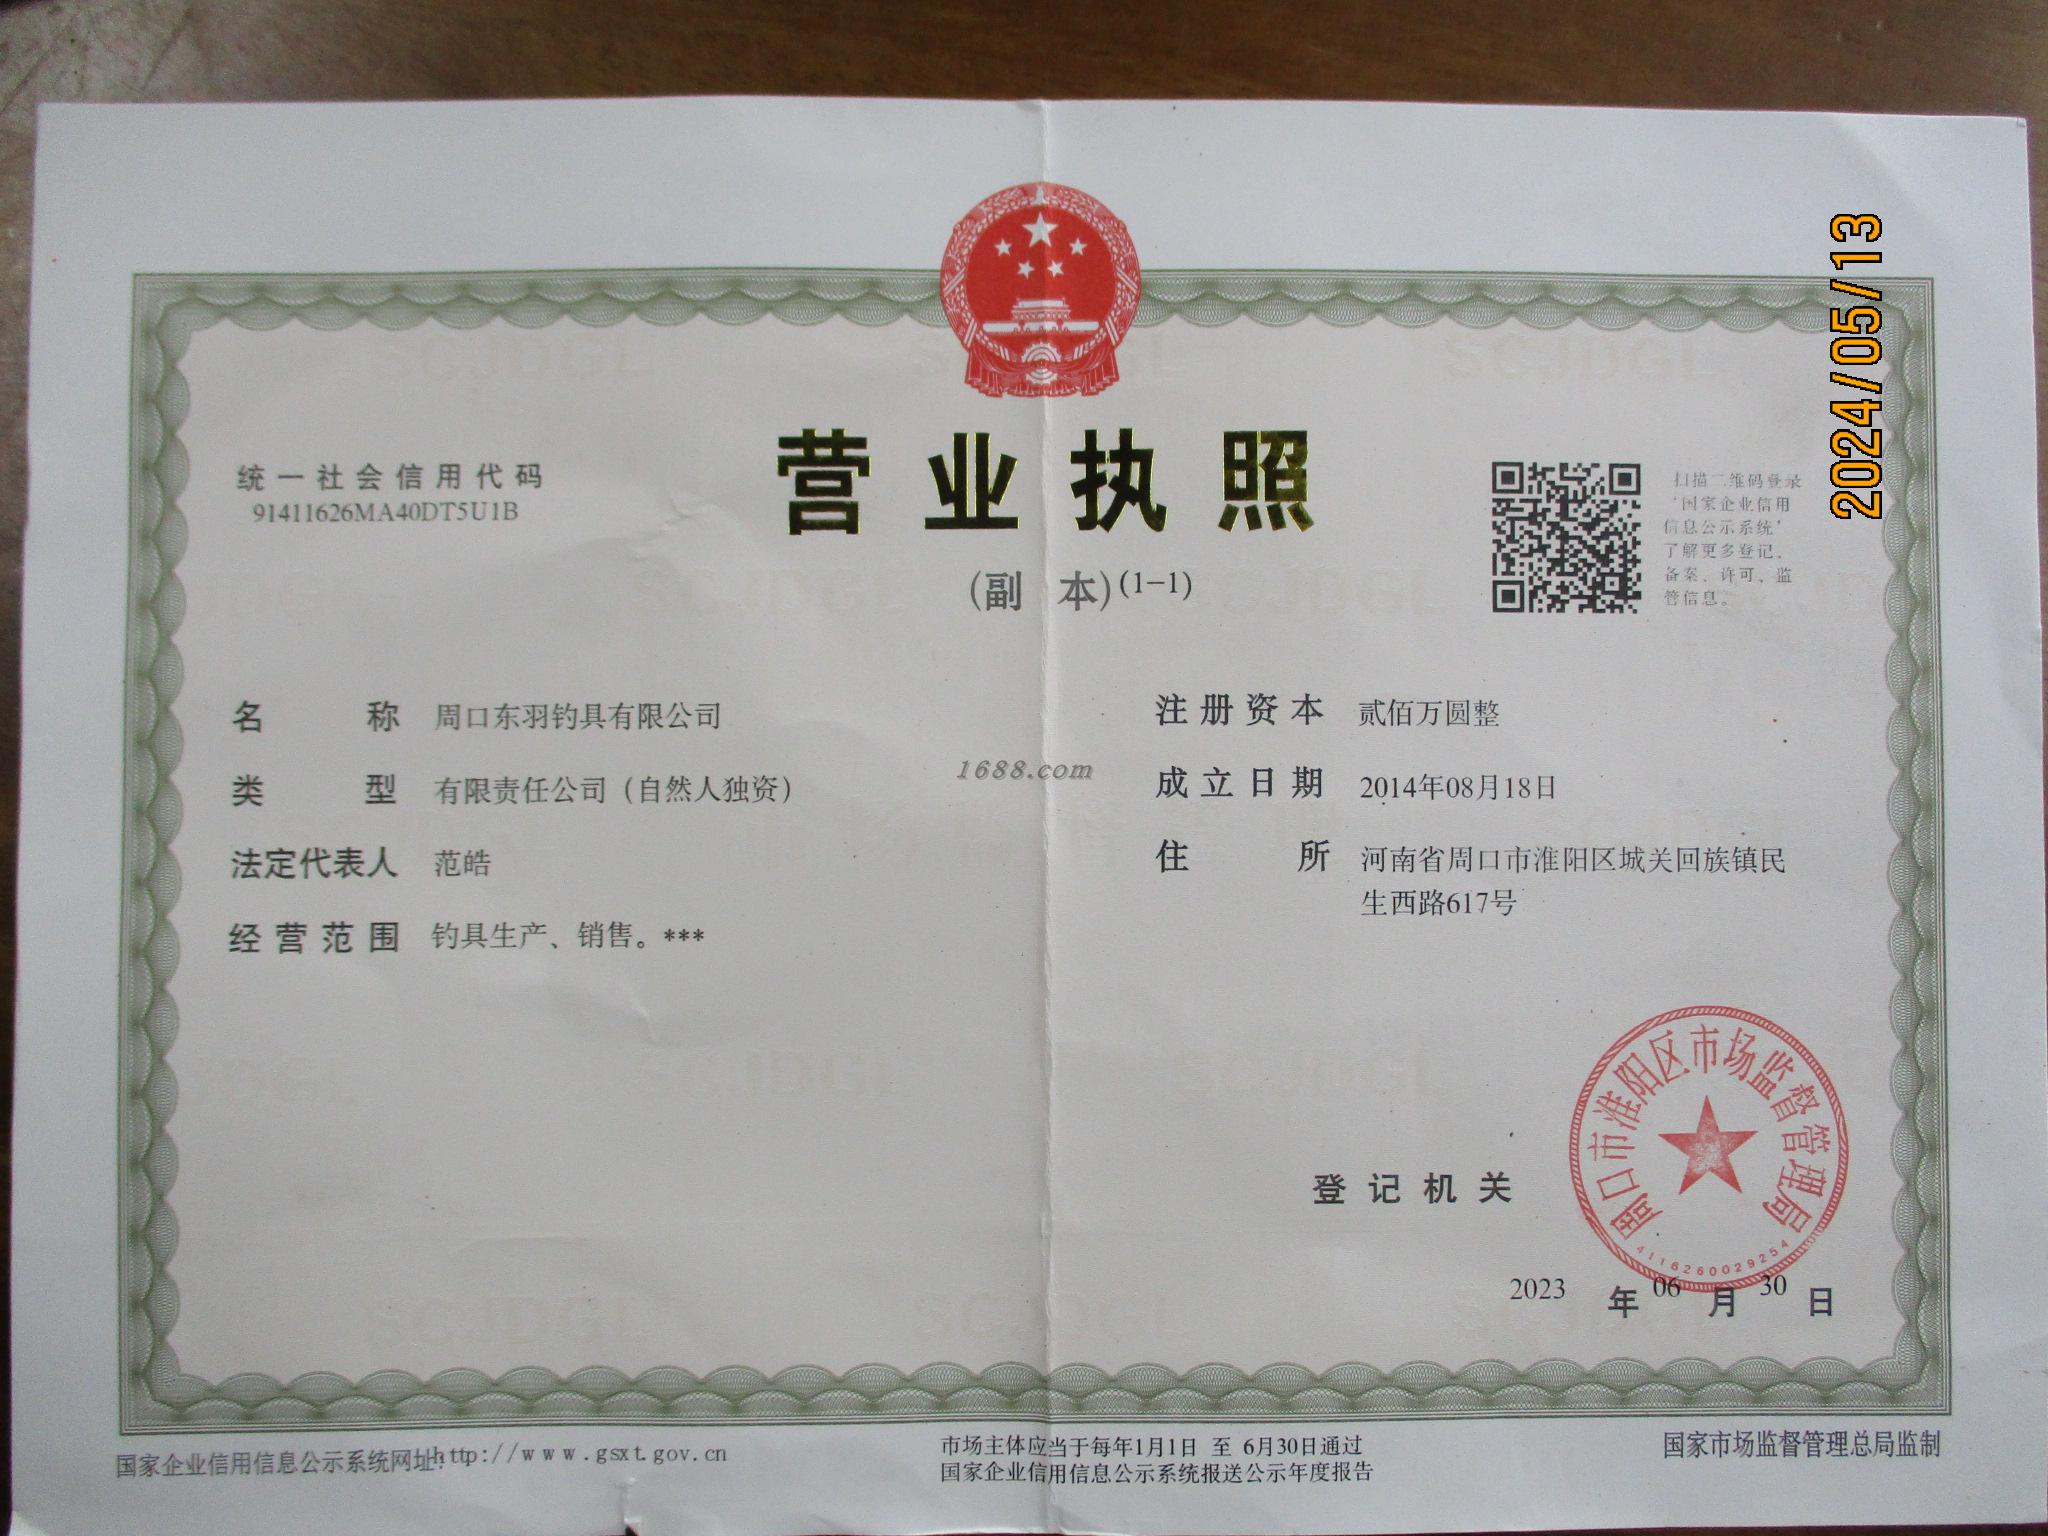 2024/05/13
统一社会信用代码
91411626MA40DT5U1B
营业执照
(副 本)(1-1)
扫描二维码登录
‘国家企业信用
信息公示系统’
了解更多登记、
备案、许可、监
管信息。
名 称 周口东羽钓具有限公司
类 型 有限责任公司（自然人独资）
法定代表人 范皓
经营范围 钓具生产、销售。***
注册资本 贰佰万圆整
成立日期 2014年08月18日
住 所 河南省周口市淮阳区城关回族镇民
生西路617号
1688.com
登记机关
周口市淮阳区市场监督管理局
4116260029254
2023 年 06 月 30 日
国家企业信用信息公示系统网址: http://www.gsxt.gov.cn
市场主体应当于每年1月1日 至 6月30日通过
国家企业信用信息公示系统报送公示年度报告
国家市场监督管理总局监制
SCJDGL